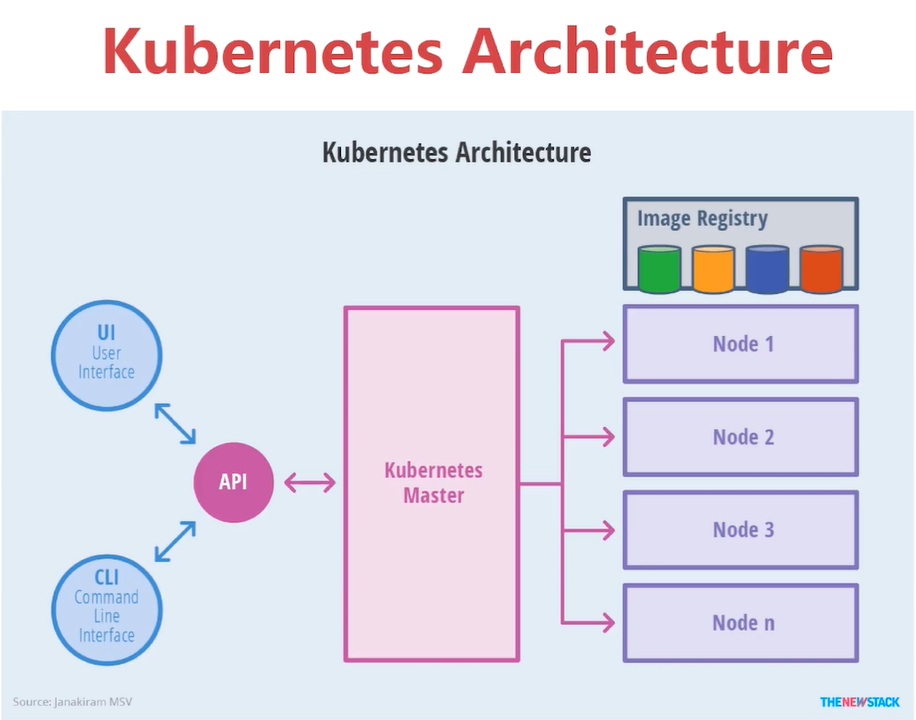 Kubernetes Architecture
Kubernetes Architecture
Image Registry
UI
User
Interface
API
CLI
Command
Line
Interface
Kubernetes
Master
Node 1
Node 2
Node 3
Node n
Source: Janakiram MSV
THENEWSTACK